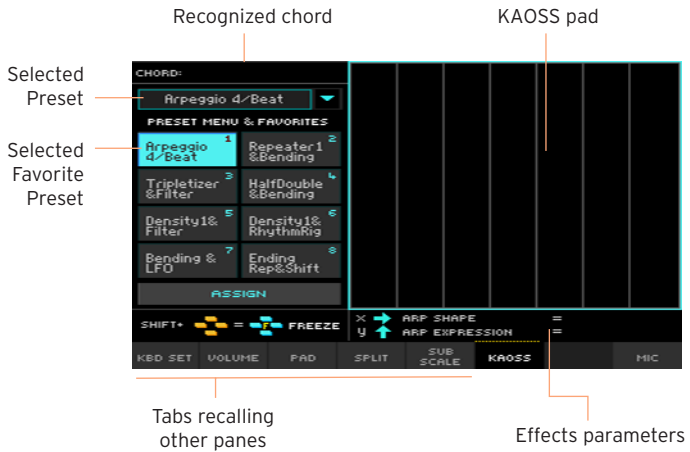 Recognized chord
KAOSS pad
Selected
Preset
Selected
Favorite
Preset
CHORD:
Arpeggio 4/Beat
PRESET MENU & FAVORITES
Arpeggio 1
4/Beat
Repeater1 2
&Bending
Tripletizer 3
&Filter
HalfDouble 4
&Bending
Density1& 5
Filter
Density1& 6
RhythmRig
Bending & 7
LFO
Ending 8
Rep&Shift
ASSIGN
SHIFT+ = F FREEZE
x ARP SHAPE =
y ARP EXPRESSION =
KBD SET
VOLUME
PAD
SPLIT
SUB
SCALE
KAOSS
MIC
Tabs recalling
other panes
Effects parameters